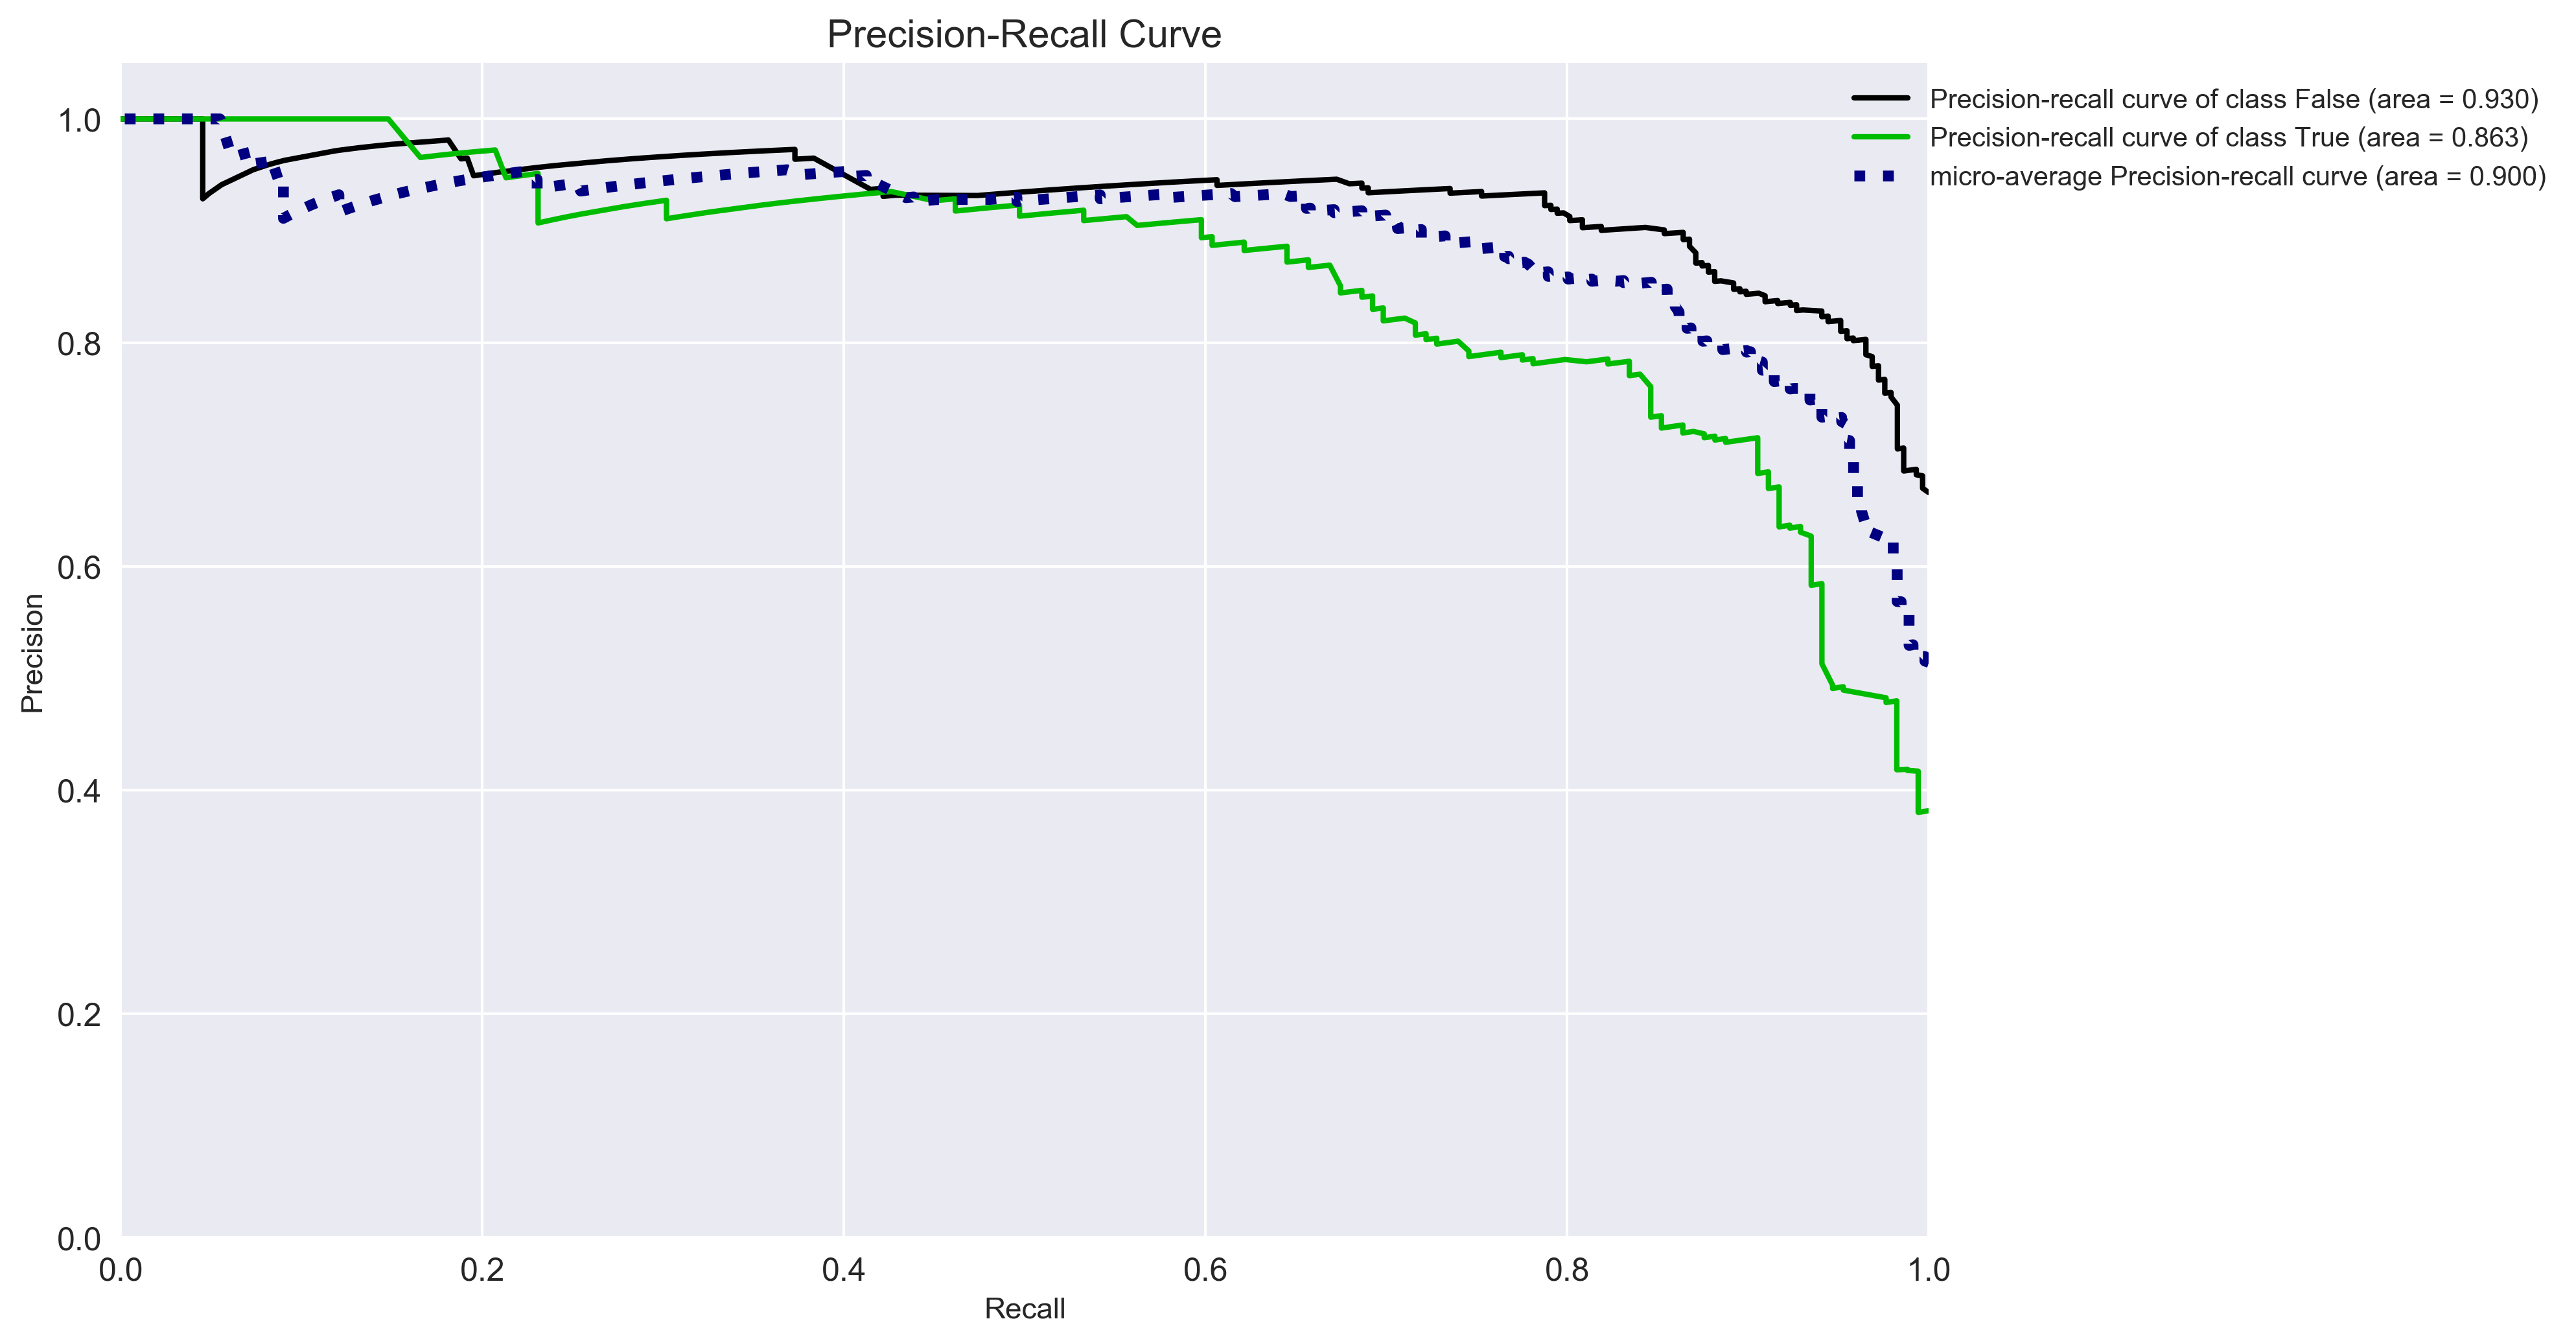 Precision-Recall Curve
Precision-recall curve of class False (area = 0.930)
Precision-recall curve of class True (area = 0.863)
micro-average Precision-recall curve (area = 0.900)
1.0
0.8
0.6
0.4
0.2
0.0
Precision
0.0 0.2 0.4 0.6 0.8 1.0
Recall